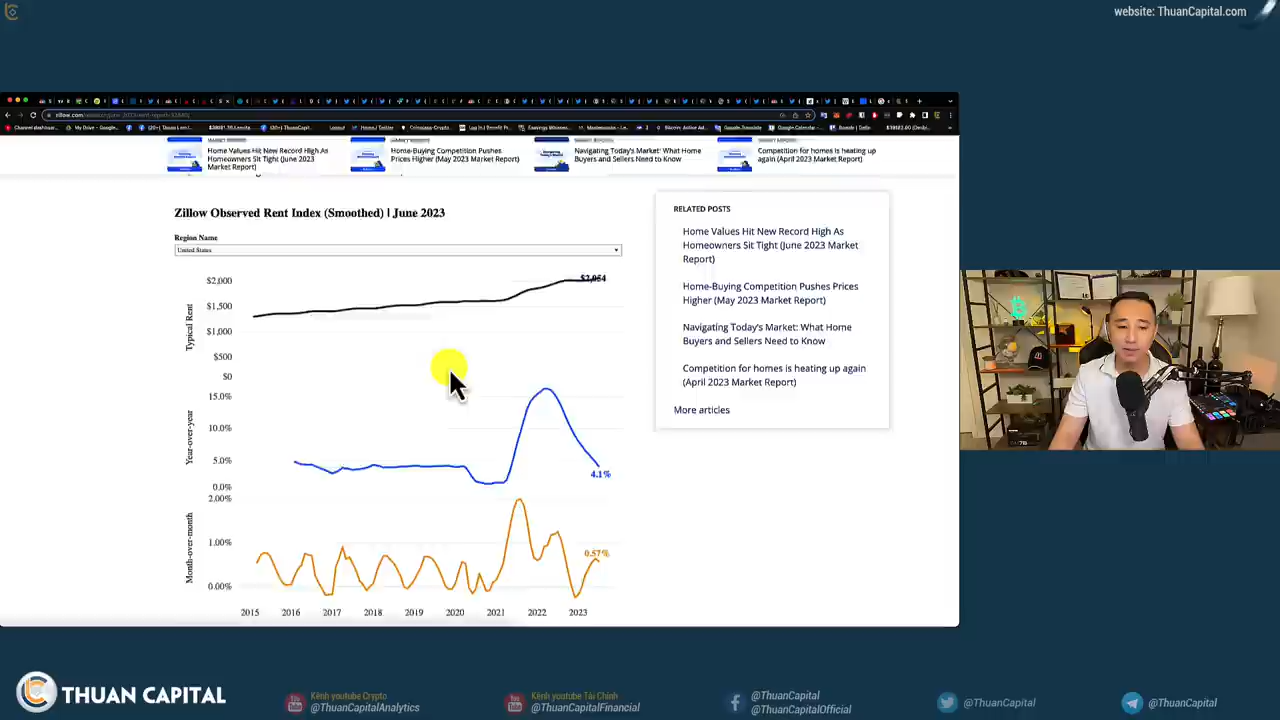 website: ThuanCapital.com
Home Values Hit New Record High As
Homeowners Sit Tight (June 2023
Market Report)
Home-Buying Competition Pushes
Prices Higher (May 2023 Market Report)
Navigating Today's Market: What Home
Buyers and Sellers Need to Know
Competition for homes is heating up
again (April 2023 Market Report)
Zillow Observed Rent Index (Smoothed) | June 2023
Region Name
United States
Typical Rent
$2,000
$1,500
$1,000
$500
$0
$2,054
Year-over-year
15.0%
10.0%
5.0%
0.0%
4.1%
Month-over-month
2.00%
1.00%
0.00%
0.57%
2015 2016 2017 2018 2019 2020 2021 2022 2023
RELATED POSTS
Home Values Hit New Record High As
Homeowners Sit Tight (June 2023 Market
Report)
Home-Buying Competition Pushes Prices
Higher (May 2023 Market Report)
Navigating Today's Market: What Home
Buyers and Sellers Need to Know
Competition for homes is heating up again
(April 2023 Market Report)
More articles
THUAN CAPITAL
Kênh youtube Crypto
@ThuanCapitalAnalytics
Kênh youtube Tài Chính
@ThuanCapitalFinancial
@ThuanCapital
@ThuanCapitalOfficial
@ThuanCapital
@ThuanCapital